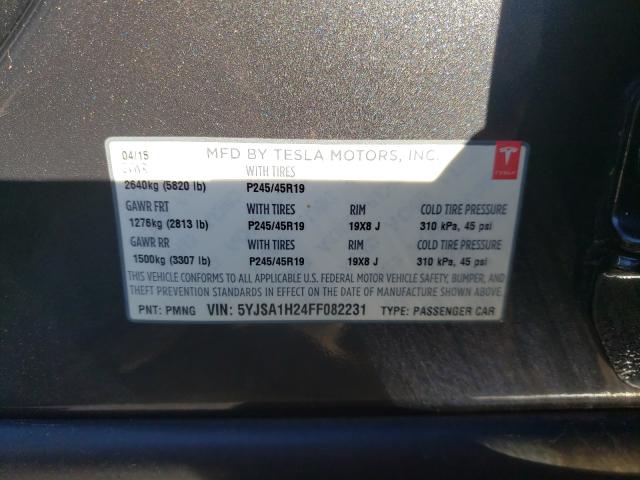 04/15 MFD BY TESLA MOTORS, INC.
GVWR WITH TIRES
2640kg (5820 lb) P245/45R19
GAWR FRT WITH TIRES RIM COLD TIRE PRESSURE
1276kg (2813 lb) P245/45R19 19X8 J 310 kPa, 45 psi
GAWR RR WITH TIRES RIM COLD TIRE PRESSURE
1500kg (3307 lb) P245/45R19 19X8 J 310 kPa, 45 psi
THIS VEHICLE CONFORMS TO ALL APPLICABLE U.S. FEDERAL MOTOR VEHICLE SAFETY, BUMPER, AND
THEFT PREVENTION STANDARDS IN EFFECT ON THE DATE OF MANUFACTURE SHOWN ABOVE.
PNT: PMNG VIN: 5YJSA1H24FF082231 TYPE: PASSENGER CAR
TESLA